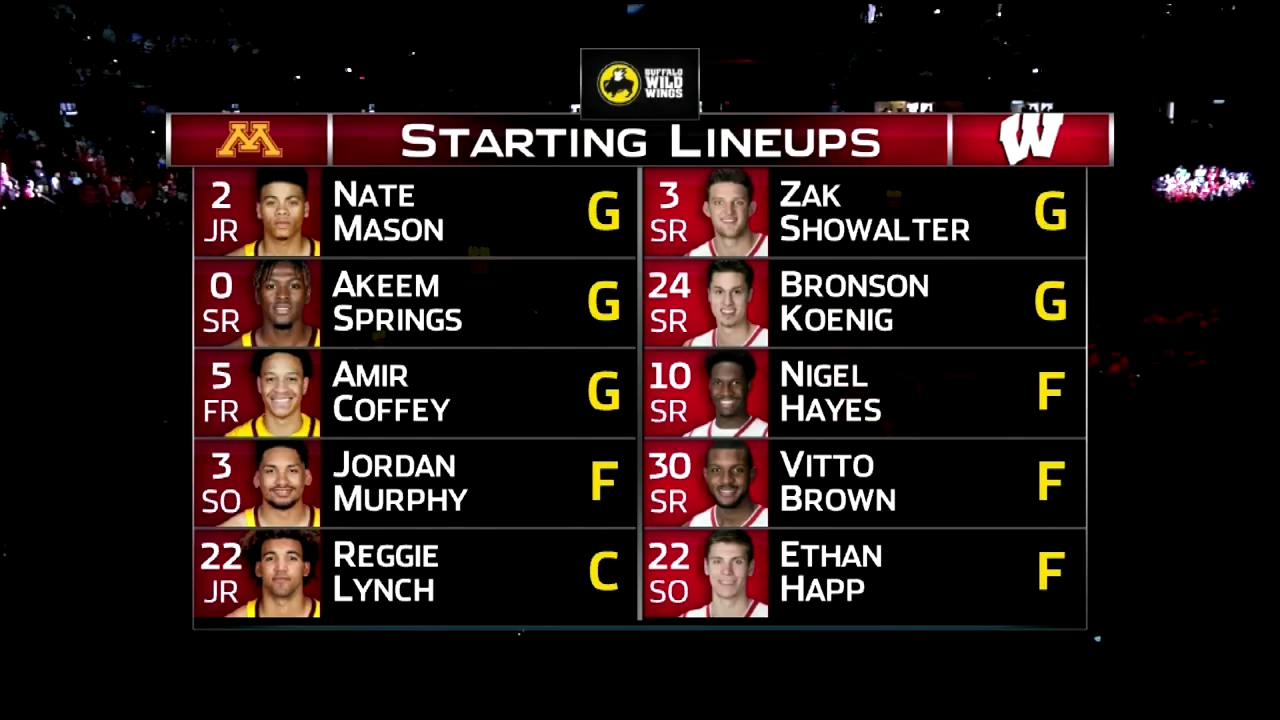 BUFFALO
WILD
WINGS
M
STARTING LINEUPS
W
2
JR
NATE
MASON
G
0
SR
AKEEM
SPRINGS
G
5
FR
AMIR
COFFEY
G
3
SO
JORDAN
MURPHY
F
22
JR
REGGIE
LYNCH
C
3
SR
ZAK
SHOWALTER
G
24
SR
BRONSON
KOENIG
G
10
SR
NIGEL
HAYES
F
30
SR
VITTO
BROWN
F
22
SO
ETHAN
HAPP
F